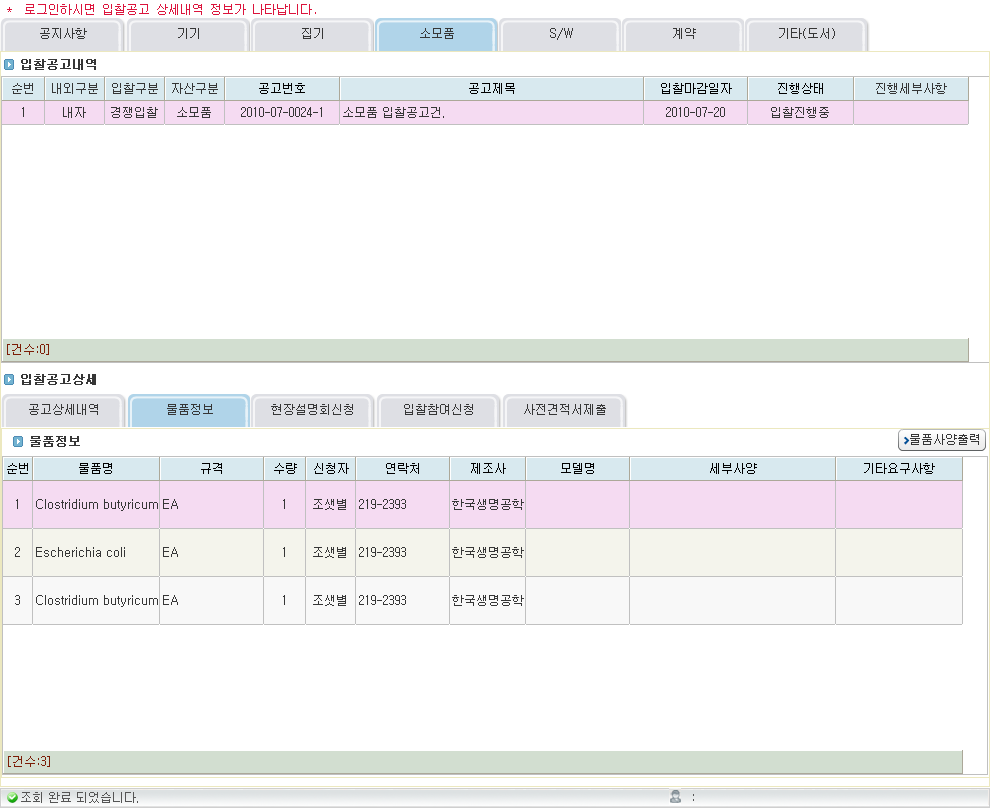 * 로그인하시면 입찰공고 상세내역 정보가 나타납니다.
공지사항 기기 집기 소모품 S/W 계약 기타(도서)
입찰공고내역
순번 내외구분 입찰구분 자산구분 공고번호 공고제목 입찰마감일자 진행상태 진행세부사항
1 내자 경쟁입찰 소모품 2010-07-0024-1 소모품 입찰공고건. 2010-07-20 입찰진행중
[건수:0]
입찰공고상세
공고상세내역 물품정보 현장설명회신청 입찰참여신청 사전견적서제출
물품정보 물품사양출력
순번 물품명 규격 수량 신청자 연락처 제조사 모델명 세부사양 기타요구사항
1 Clostridium butyricum EA 1 조샛별 219-2393 한국생명공학
2 Escherichia coli EA 1 조샛별 219-2393 한국생명공학
3 Clostridium butyricum EA 1 조샛별 219-2393 한국생명공학
[건수:3]
조회 완료 되었습니다. :